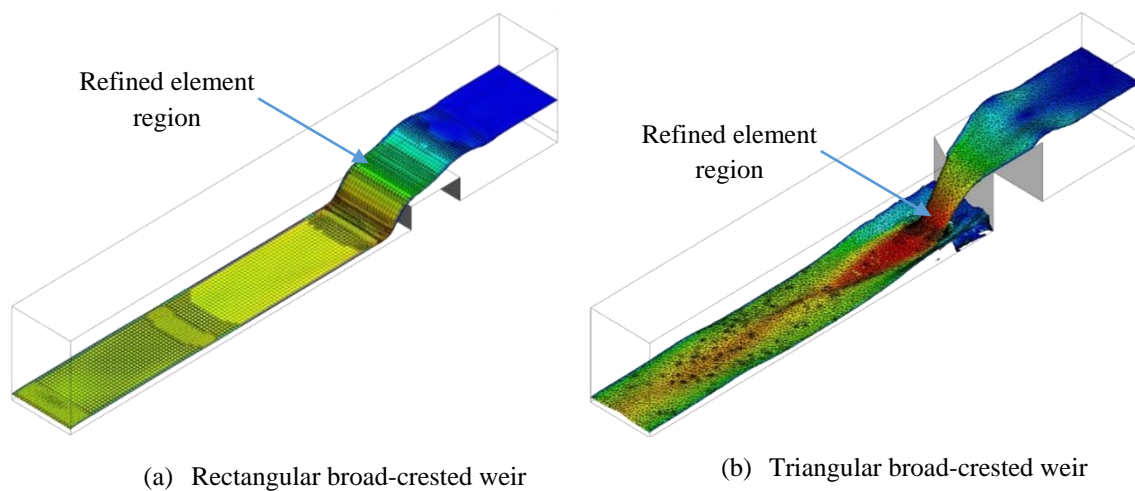 Refined element
region
Refined element
region
(a) Rectangular broad-crested weir
(b) Triangular broad-crested weir